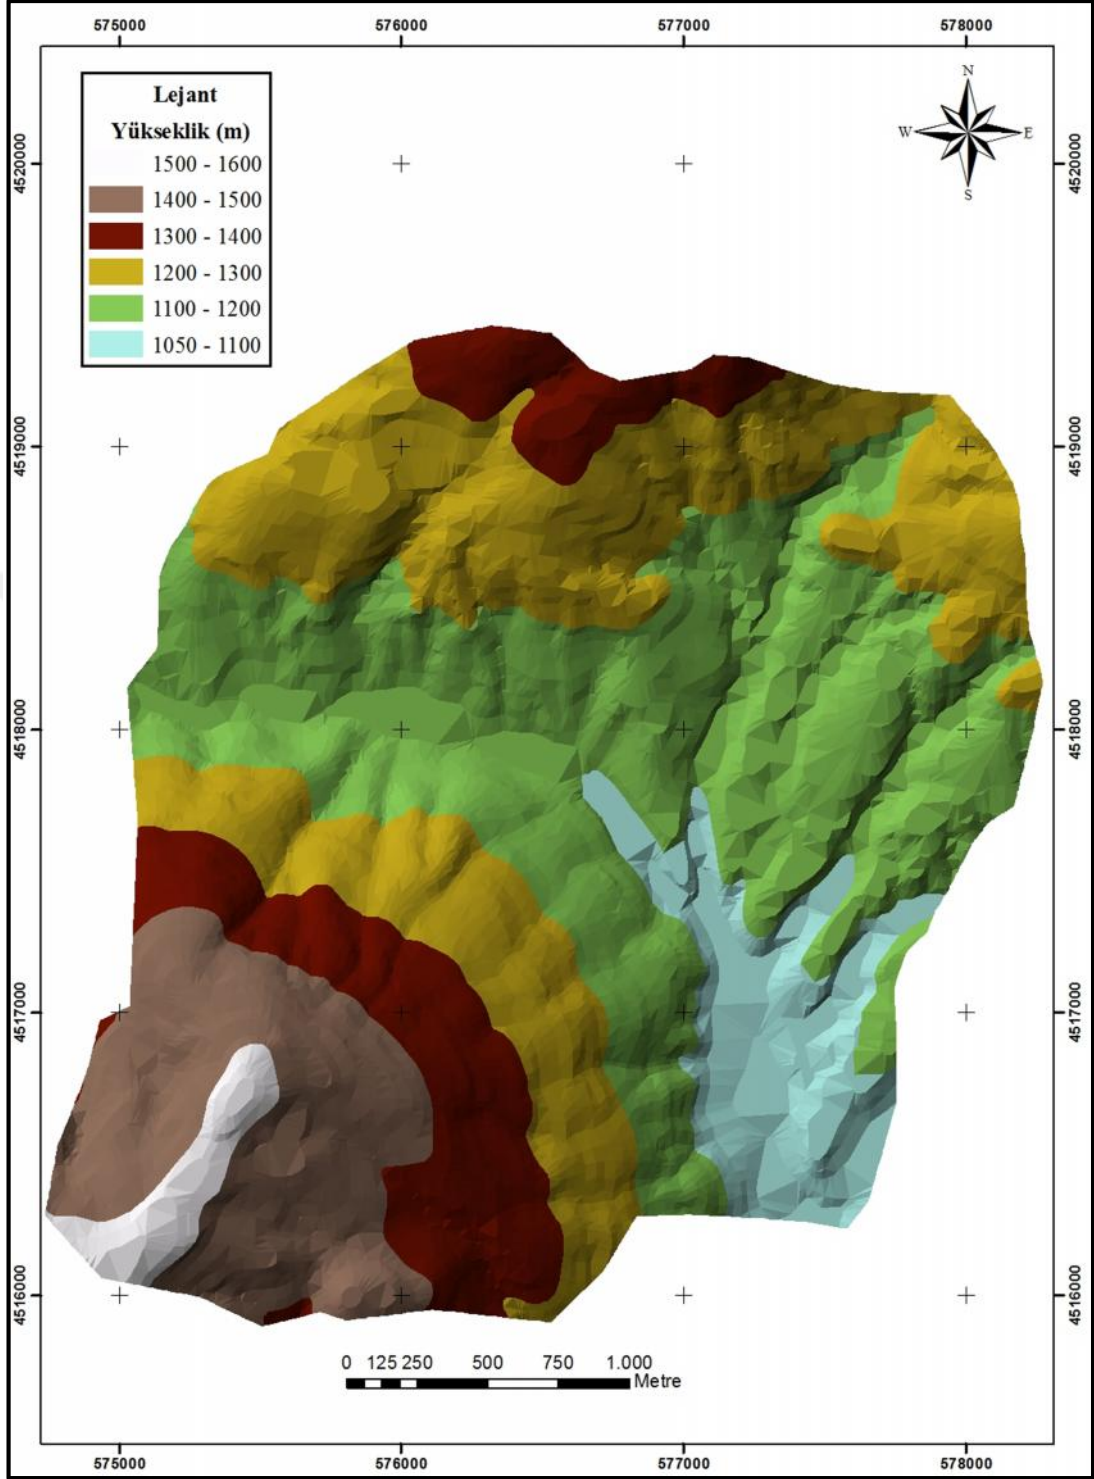 575000 576000 577000 578000
N
W E
S
Lejant
Yükseklik (m)
1500 - 1600
1400 - 1500
1300 - 1400
1200 - 1300
1100 - 1200
1050 - 1100
4520000 4520000
4519000 4519000
4518000 4518000
4517000 4517000
4516000 4516000
0 125 250 500 750 1.000
Metre
575000 576000 577000 578000